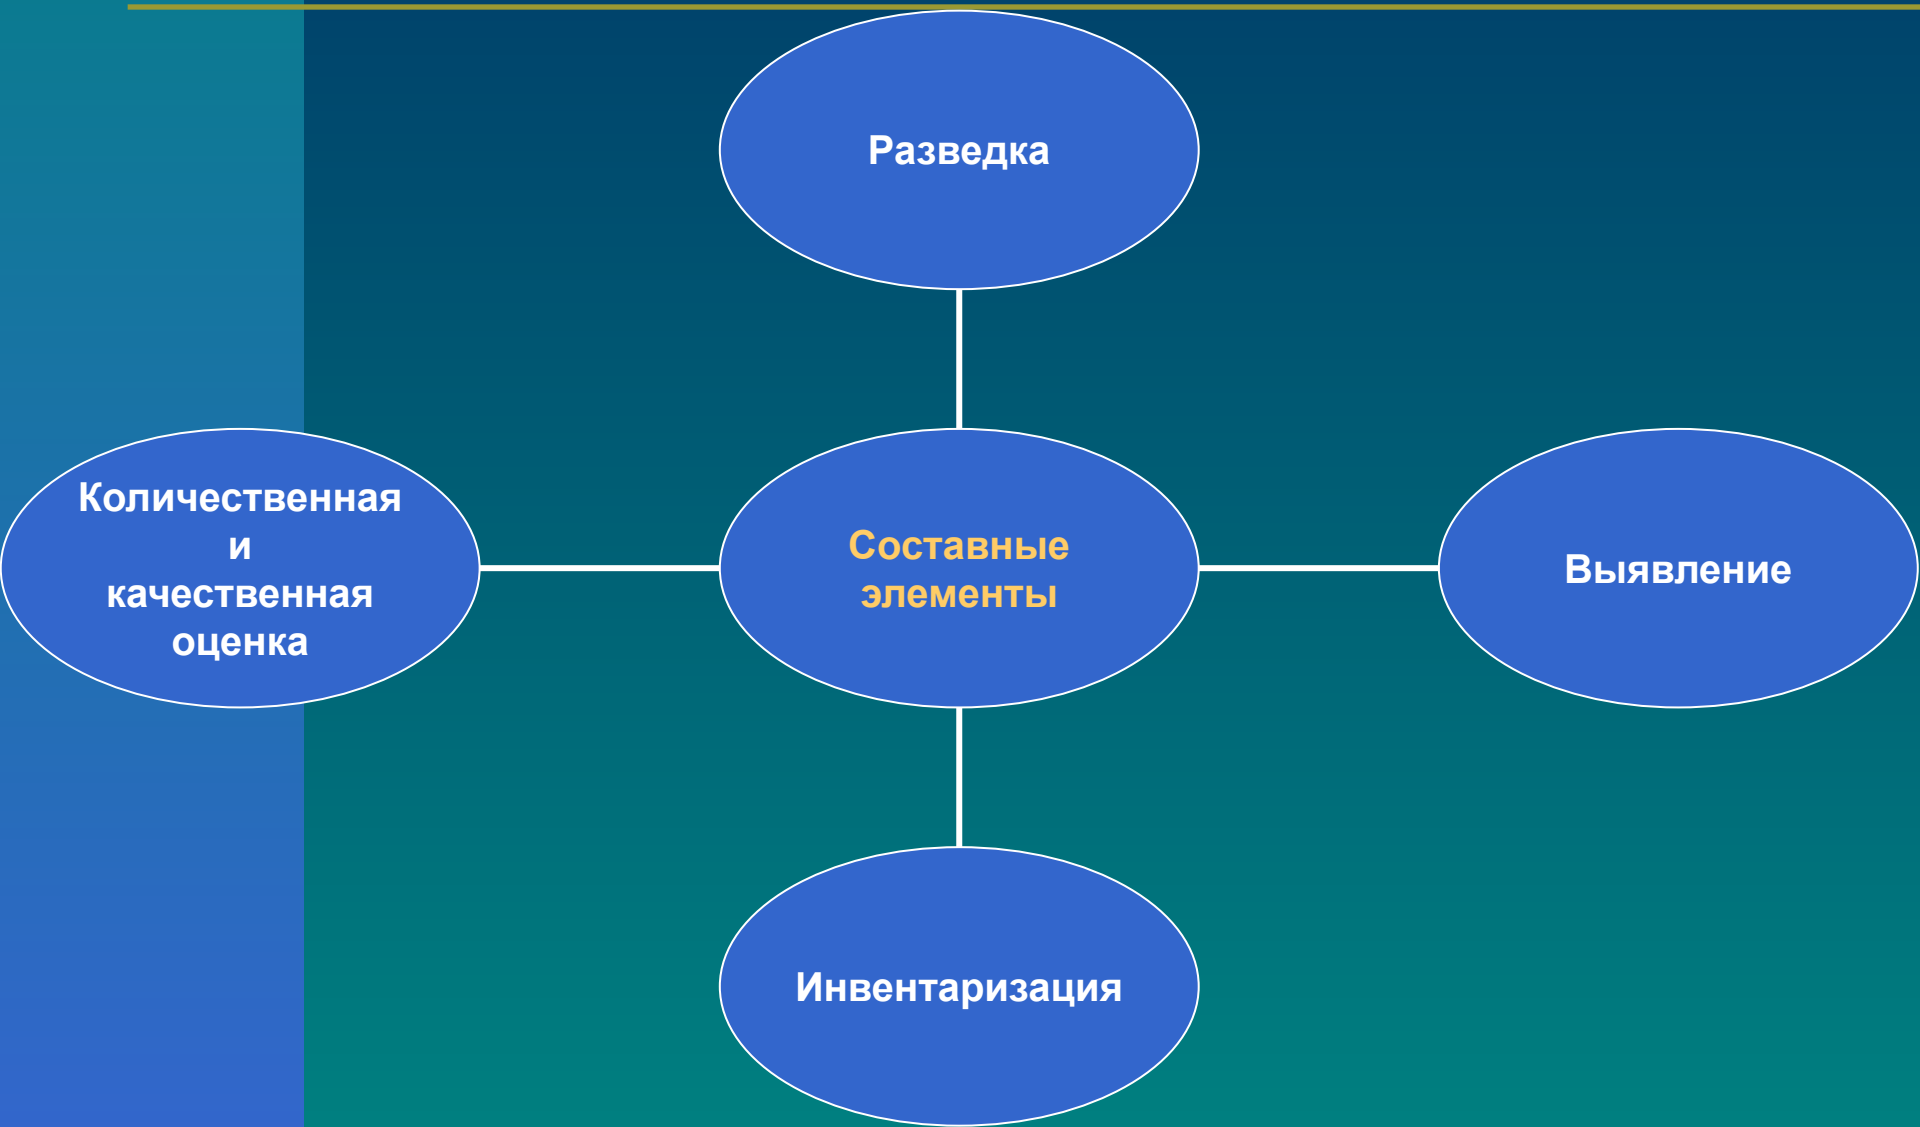 Разведка
Количественная
и
качественная
оценка
Составные
элементы
Выявление
Инвентаризация